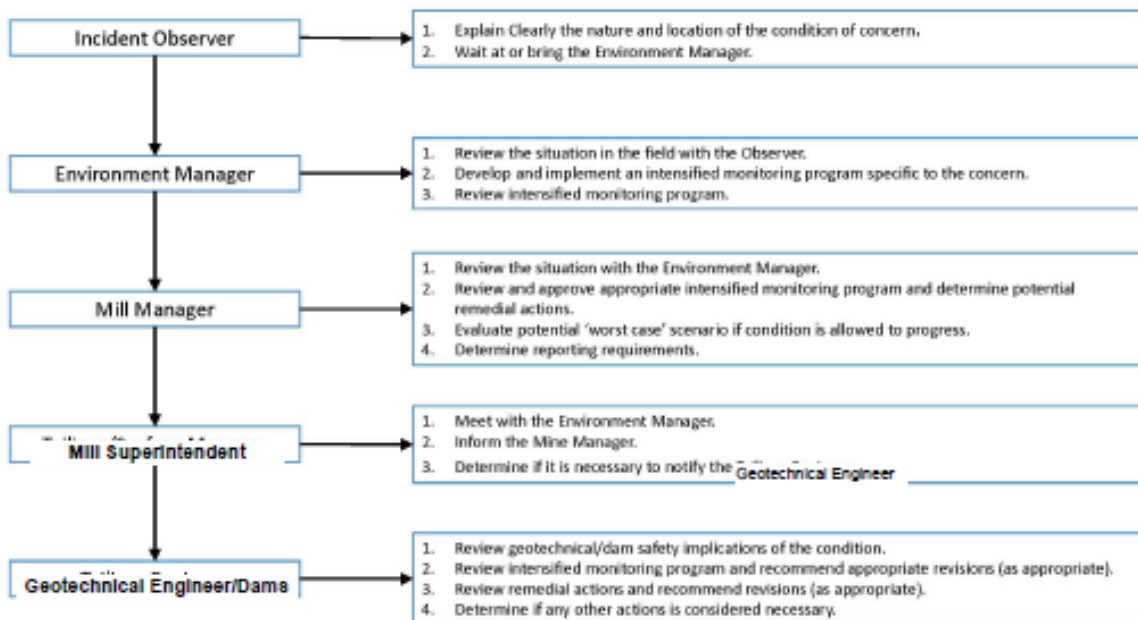 Incident Observer
1. Explain Clearly the nature and location of the condition of concern.
2. Wait at or bring the Environment Manager.
Environment Manager
1. Review the situation in the field with the Observer.
2. Develop and implement an intensified monitoring program specific to the concern.
3. Review intensified monitoring program.
Mill Manager
1. Review the situation with the Environment Manager.
2. Review and approve appropriate intensified monitoring program and determine potential
remedial actions.
3. Evaluate potential ‘worst case’ scenario if condition is allowed to progress.
4. Determine reporting requirements.
Mill Superintendent
1. Meet with the Environment Manager.
2. Inform the Mine Manager.
3. Determine if it is necessary to notify the Geotechnical Engineer
Geotechnical Engineer/Dams
1. Review geotechnical/dam safety implications of the condition.
2. Review intensified monitoring program and recommend appropriate revisions (as appropriate).
3. Review remedial actions and recommend revisions (as appropriate).
4. Determine if any other actions is considered necessary.